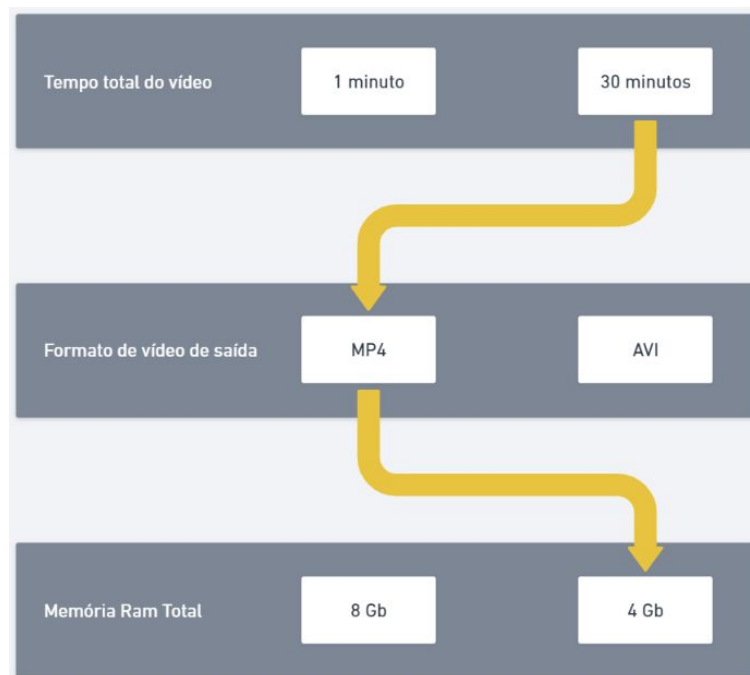 Tempo total do vídeo
1 minuto
30 minutos
Formato de vídeo de saída
MP4
AVI
Memória Ram Total
8 Gb
4 Gb